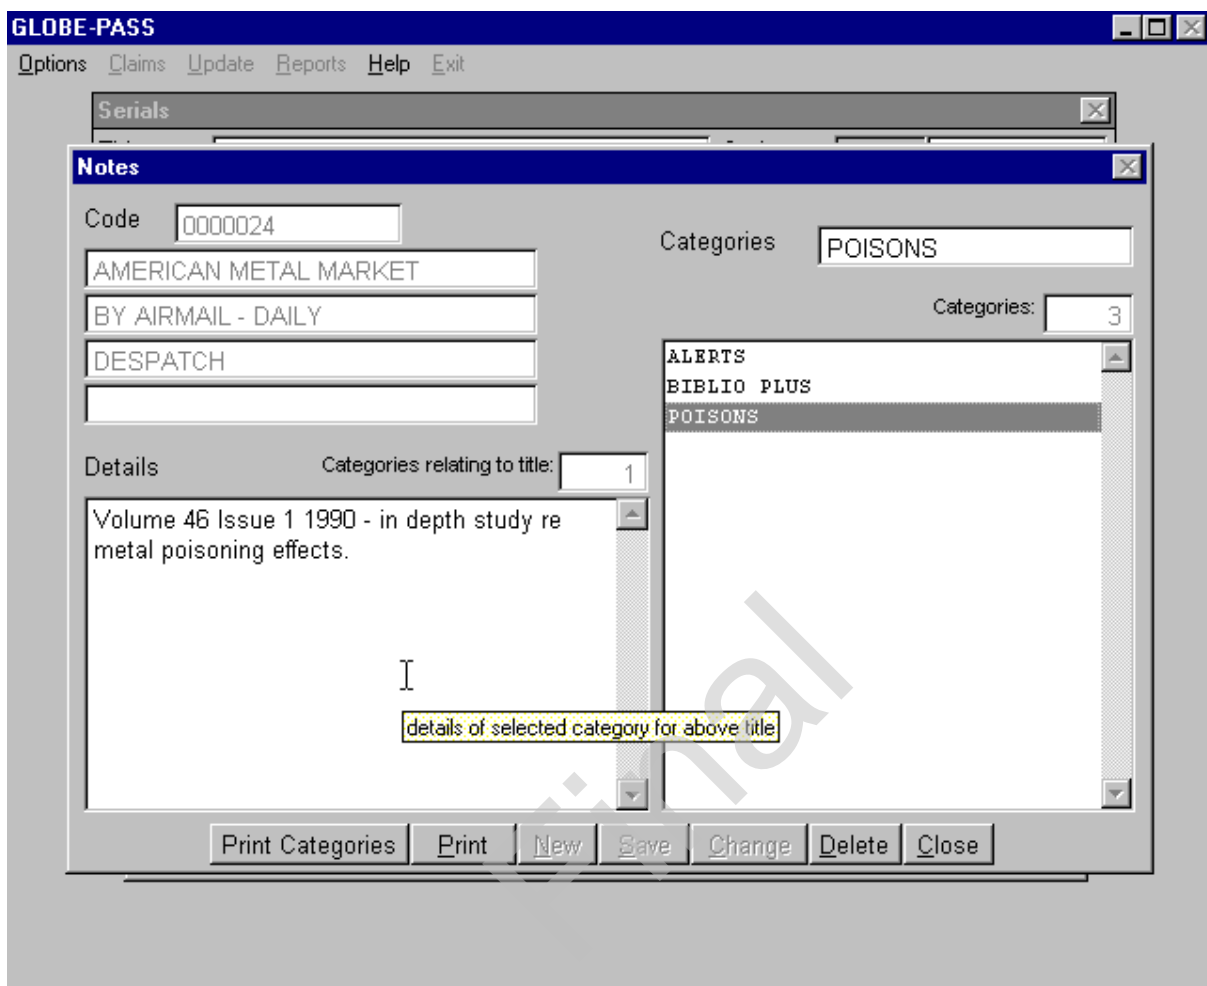 GLOBE-PASS
Options Claims Update Reports Help Exit
Serials
Notes
Code 0000024
AMERICAN METAL MARKET
BY AIRMAIL - DAILY
DESPATCH
Categories POISONS
Categories: 3
ALERTS
BIBLIO PLUS
POISONS
Details Categories relating to title: 1
Volume 46 Issue 1 1990 - in depth study re
metal poisoning effects.
details of selected category for above title
Print Categories Print New Save Change Delete Close
Final